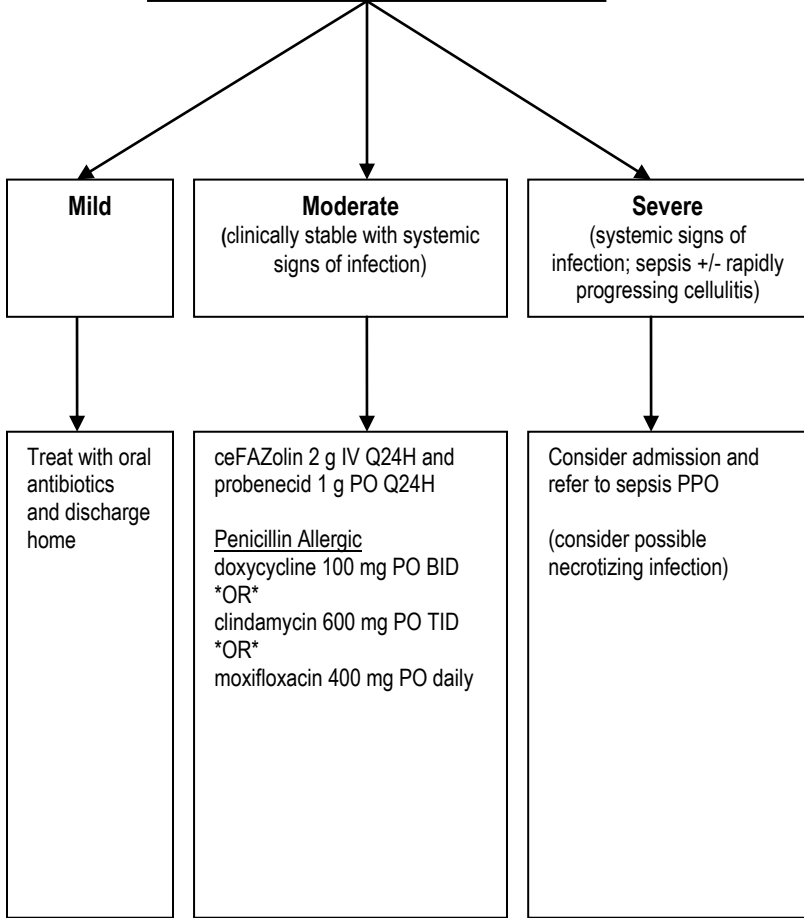 Mild
Moderate
(clinically stable with systemic
signs of infection)
Severe
(systemic signs of
infection; sepsis +/- rapidly
progressing cellulitis)
Treat with oral
antibiotics
and discharge
home
ceFAZolin 2 g IV Q24H and
probenecid 1 g PO Q24H
Penicillin Allergic
doxycycline 100 mg PO BID
*OR*
clindamycin 600 mg PO TID
*OR*
moxifloxacin 400 mg PO daily
Consider admission and
refer to sepsis PPO
(consider possible
necrotizing infection)